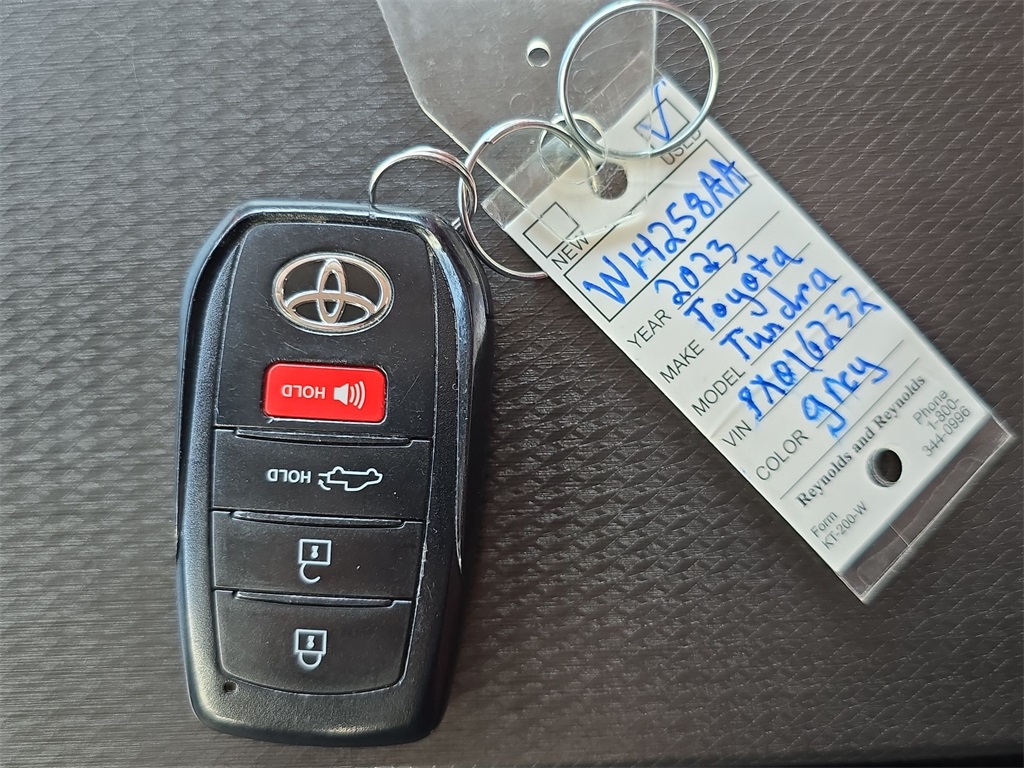 HOLD
HOLD
USED
NEW
WL4258AA
YEAR 2023
MAKE Toyota
MODEL Tundra
VIN PX016232
COLOR gray
Reynolds and Reynolds
Form
KT-200-W
Phone
1-800-
344-0996